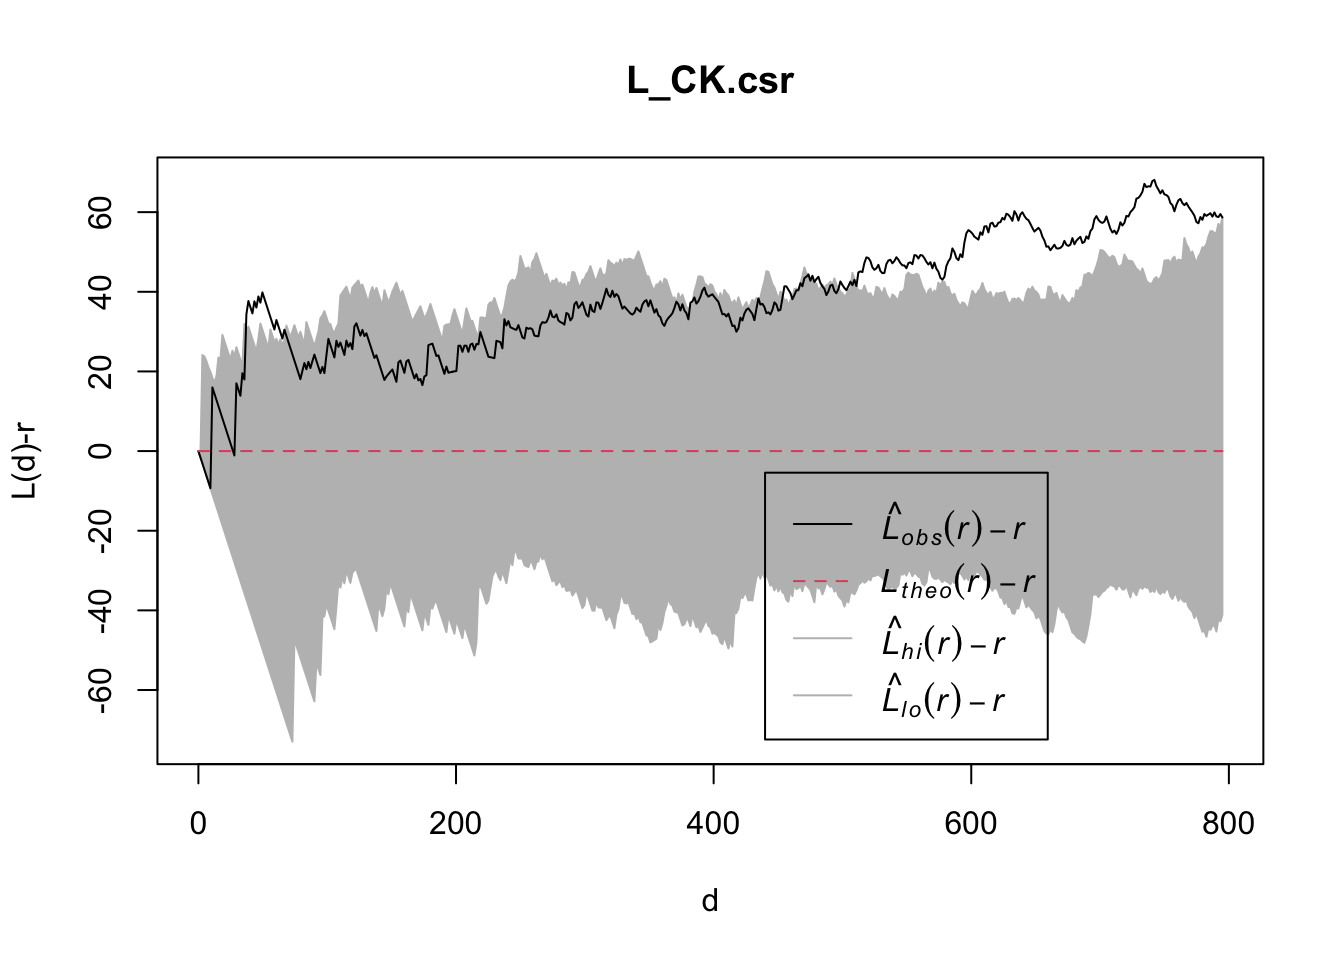 L_CK.csr
L(d)-r
60
40
20
0
-20
-40
-60
L̂obs(r) − r
Ltheo(r) − r
L̂hi(r) − r
L̂lo(r) − r
0 200 400 600 800
d